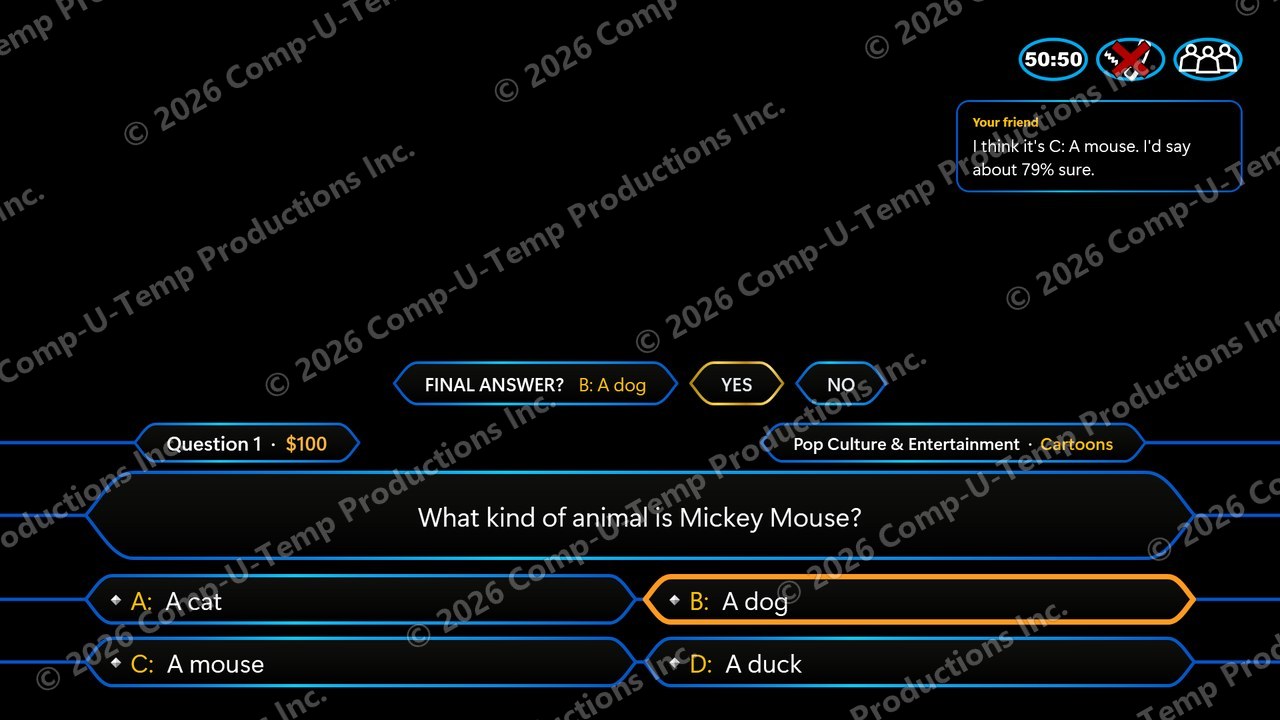 50:50
Your friend
I think it's C: A mouse. I'd say
about 79% sure.
FINAL ANSWER? B: A dog
YES
NO
Question 1 · $100
Pop Culture & Entertainment · Cartoons
What kind of animal is Mickey Mouse?
A: A cat
B: A dog
C: A mouse
D: A duck
© 2026 Comp-U-Temp Productions Inc.